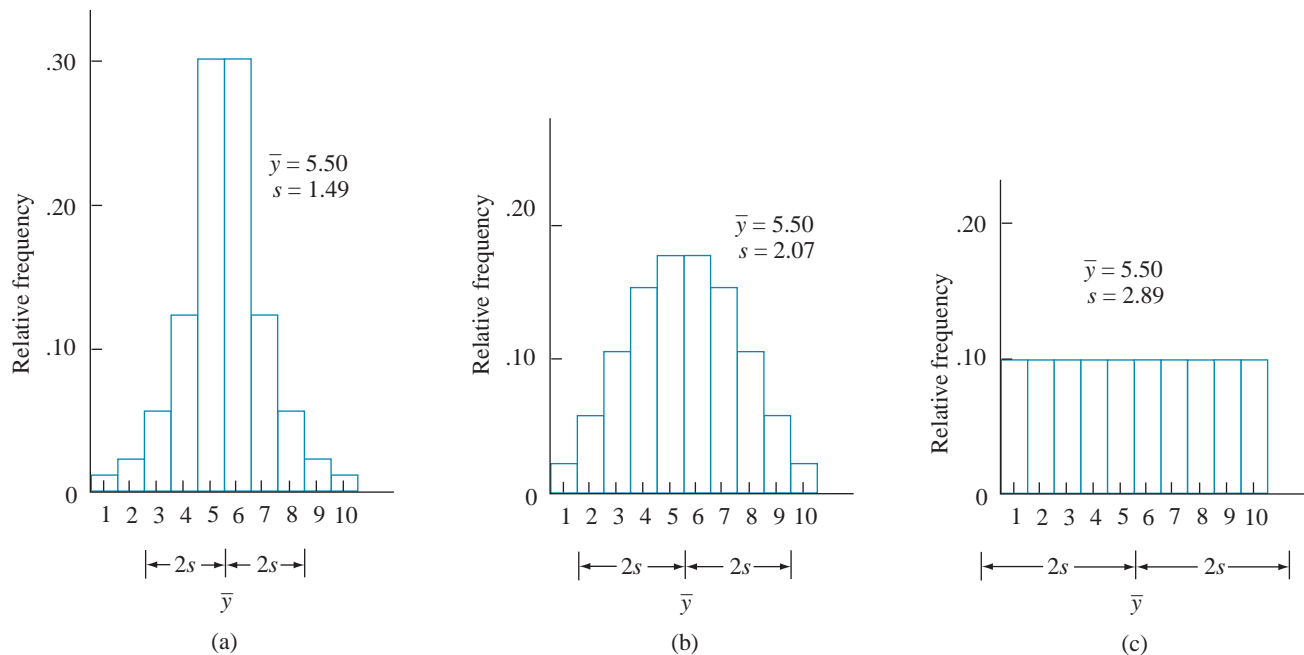 Relative frequency
.30
.20
.10
0
y̅ = 5.50
s = 1.49
1 2 3 4 5 6 7 8 9 10
2s 2s
y̅
(a)
Relative frequency
.20
.10
0
y̅ = 5.50
s = 2.07
1 2 3 4 5 6 7 8 9 10
2s 2s
y̅
(b)
Relative frequency
.20
.10
0
y̅ = 5.50
s = 2.89
1 2 3 4 5 6 7 8 9 10
2s 2s
y̅
(c)